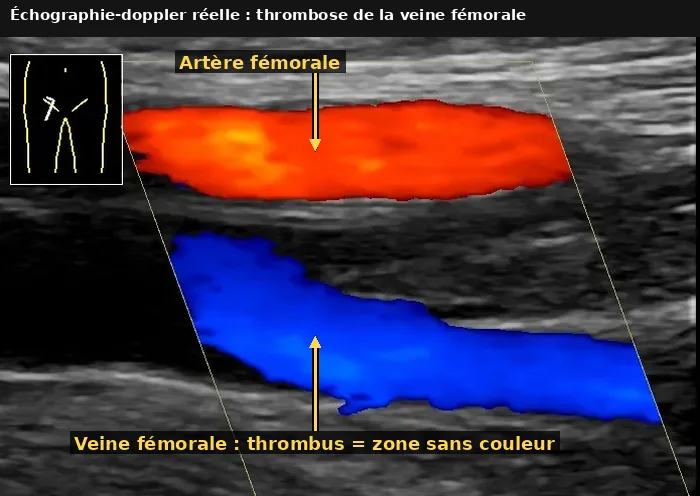 Échographie-doppler réelle : thrombose de la veine fémorale
Artère fémorale
Veine fémorale : thrombus = zone sans couleur